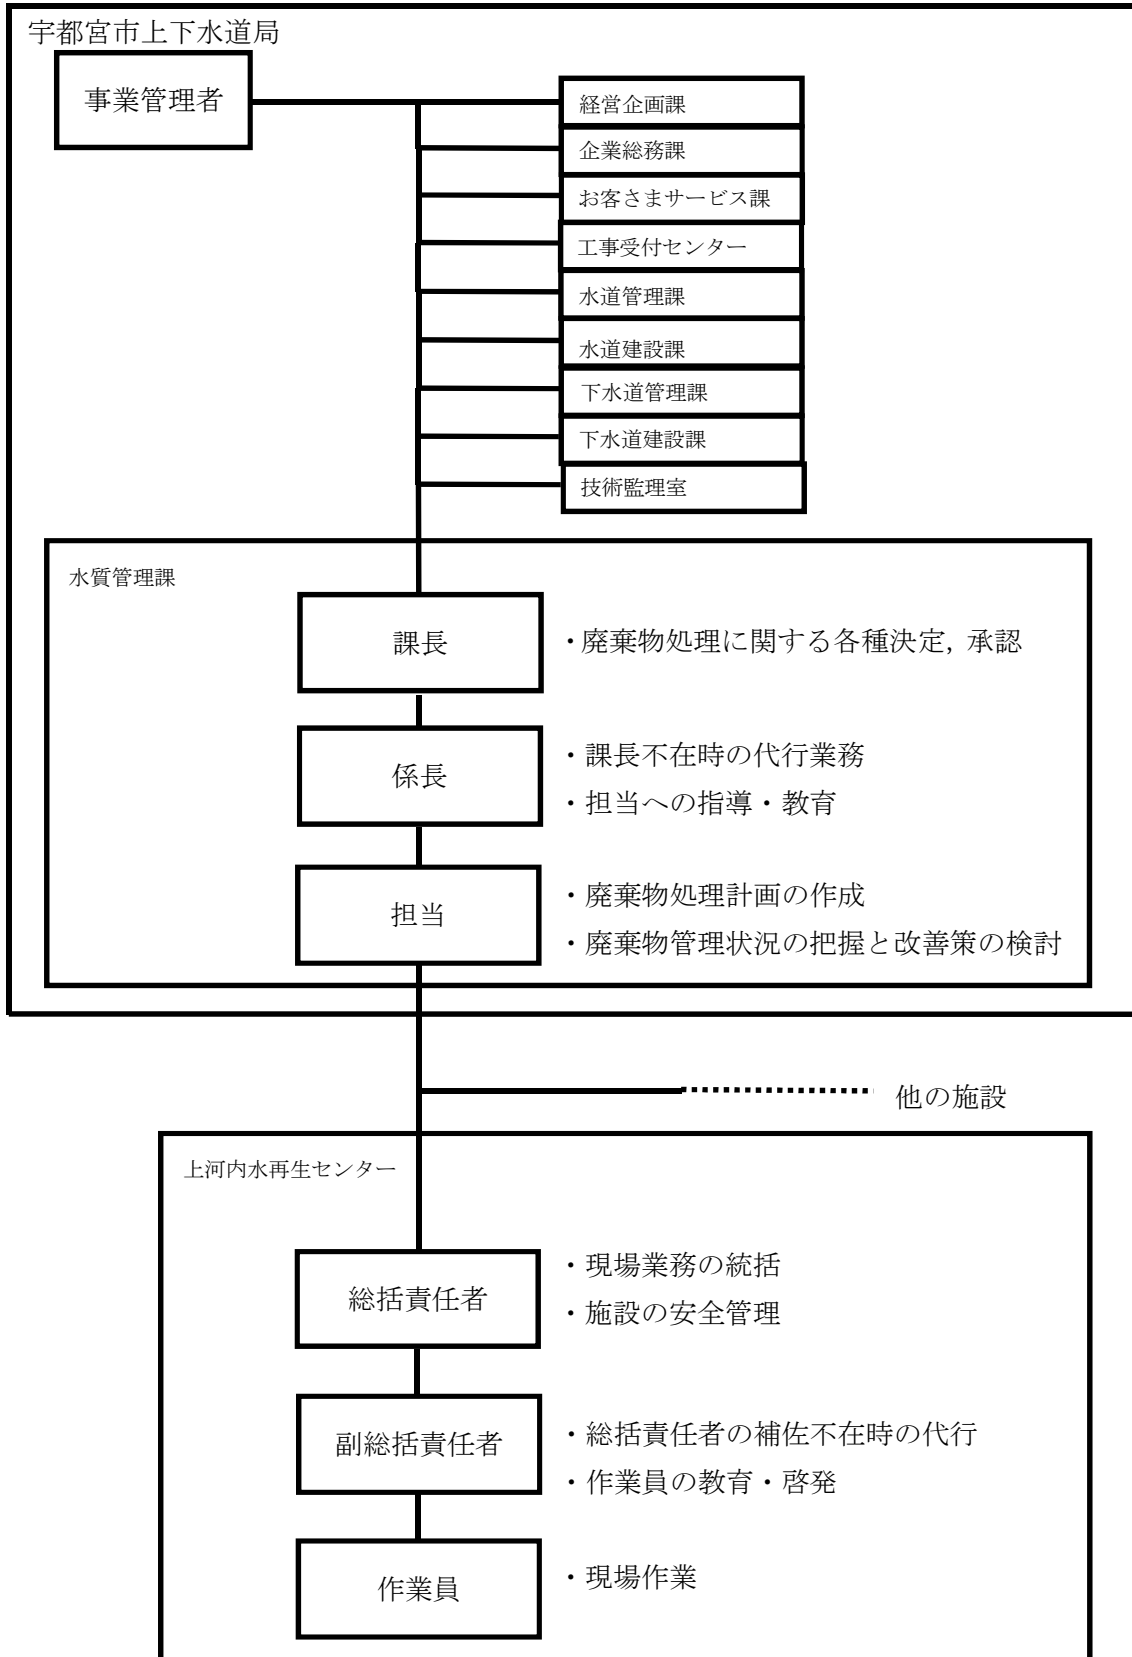 宇都宮市上下水道局
事業管理者
経営企画課
企業総務課
お客さまサービス課
工事受付センター
水道管理課
水道建設課
下水道管理課
下水道建設課
技術監理室
水質管理課
課長
・廃棄物処理に関する各種決定, 承認
係長
・課長不在時の代行業務
・担当への指導・教育
担当
・廃棄物処理計画の作成
・廃棄物管理状況の把握と改善策の検討
他の施設
上河内水再生センター
総括責任者
・現場業務の統括
・施設の安全管理
副総括責任者
・総括責任者の補佐不在時の代行
・作業員の教育・啓発
作業員
・現場作業